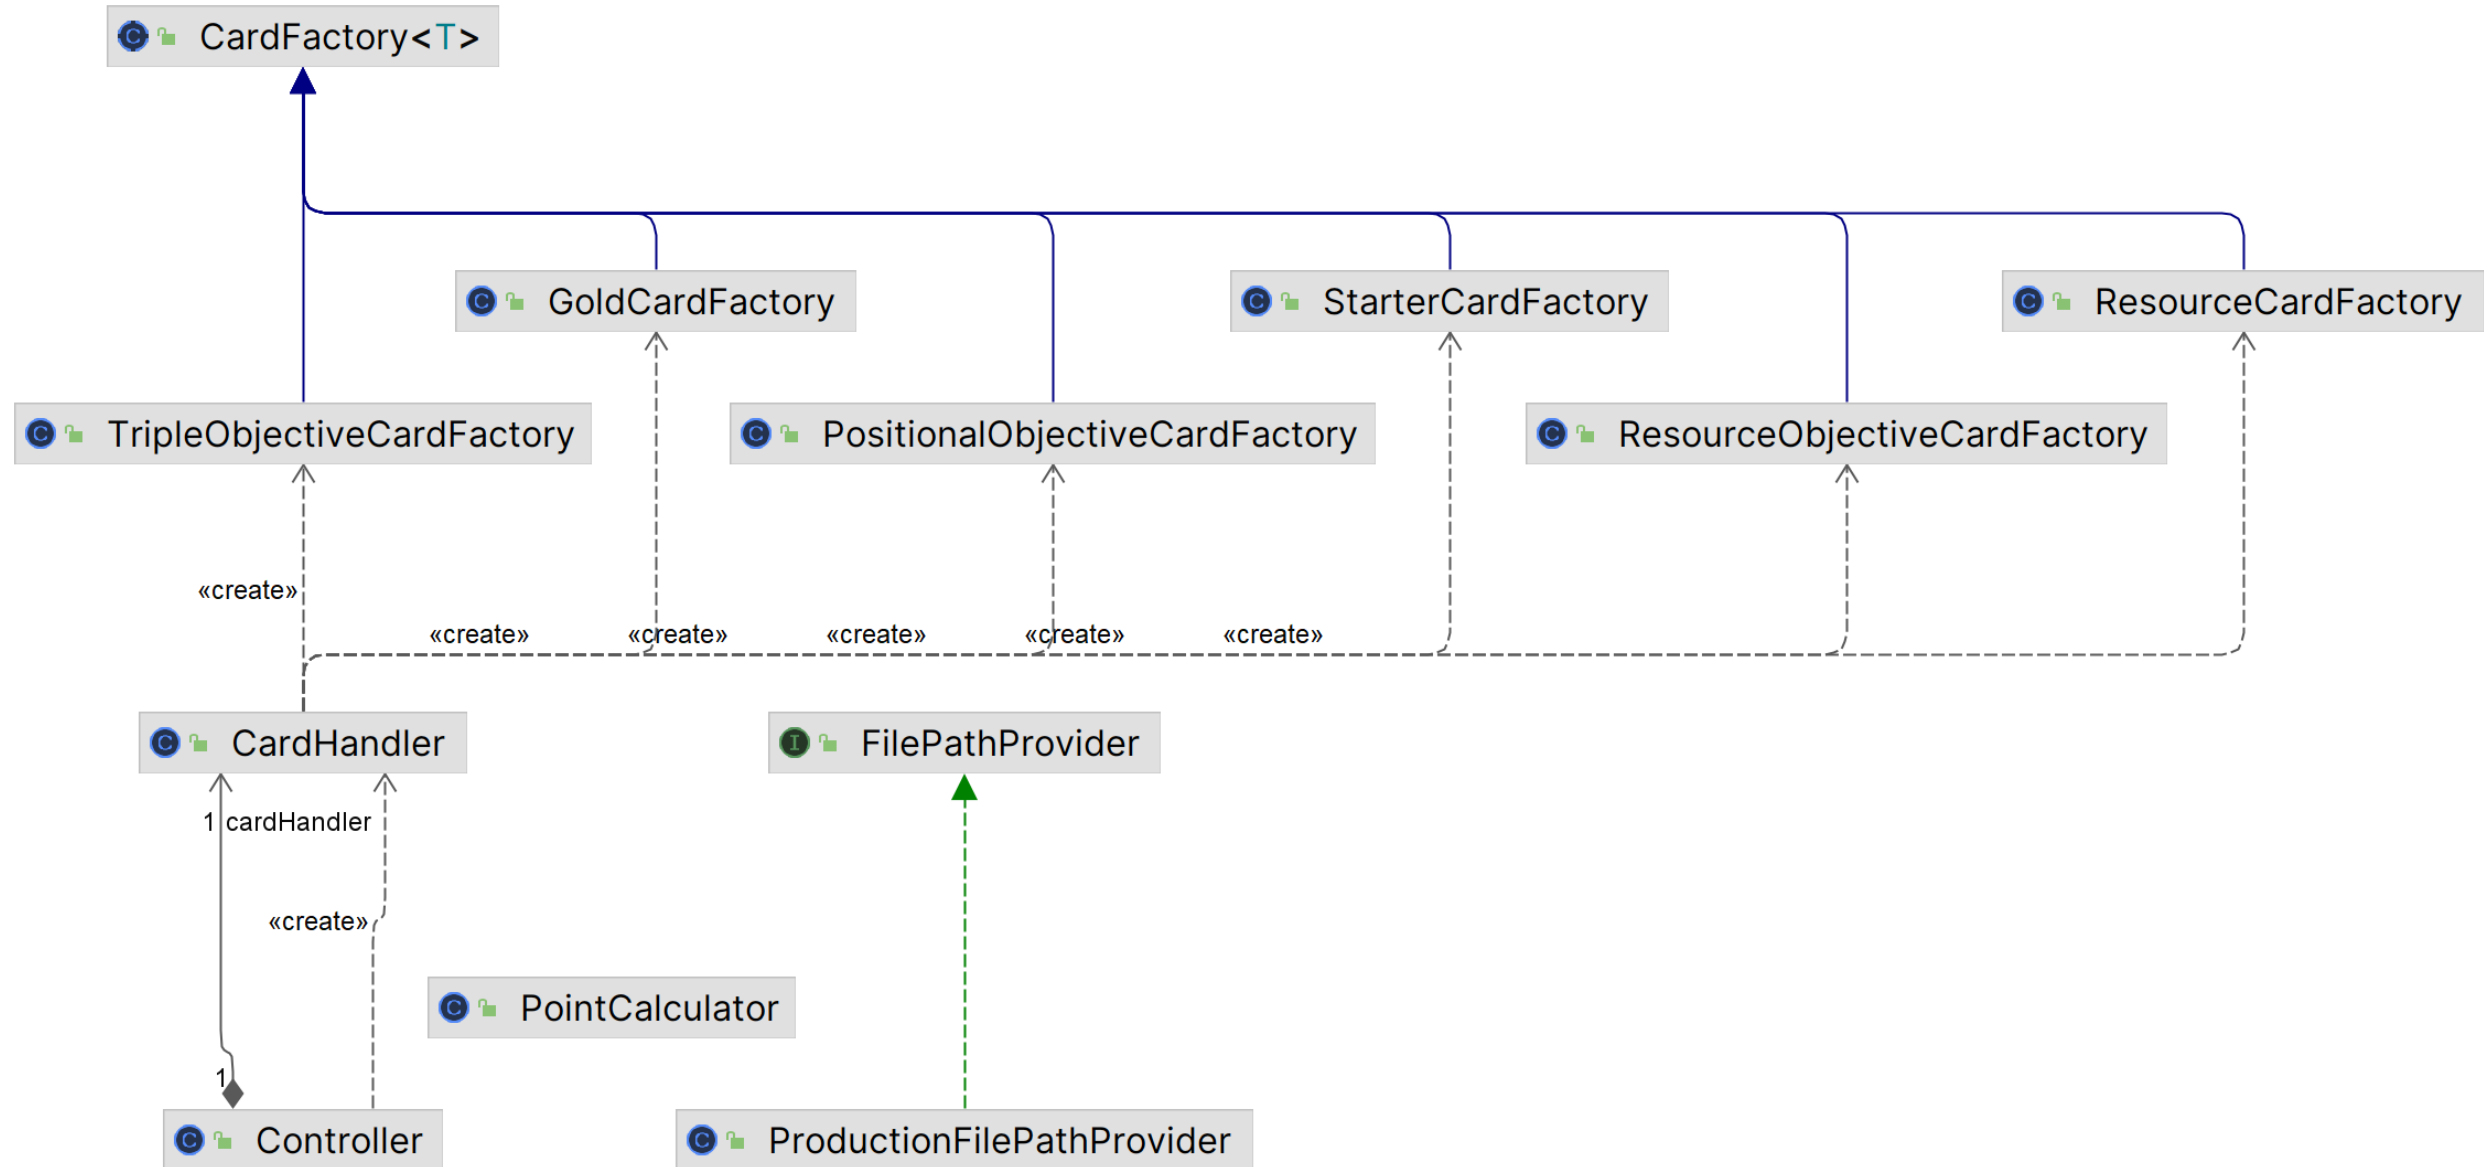 CardFactory<T>
GoldCardFactory
StarterCardFactory
ResourceCardFactory
TripleObjectiveCardFactory
PositionalObjectiveCardFactory
ResourceObjectiveCardFactory
«create»
«create»
«create»
«create»
«create»
«create»
CardHandler
FilePathProvider
1
cardHandler
«create»
PointCalculator
1
Controller
ProductionFilePathProvider